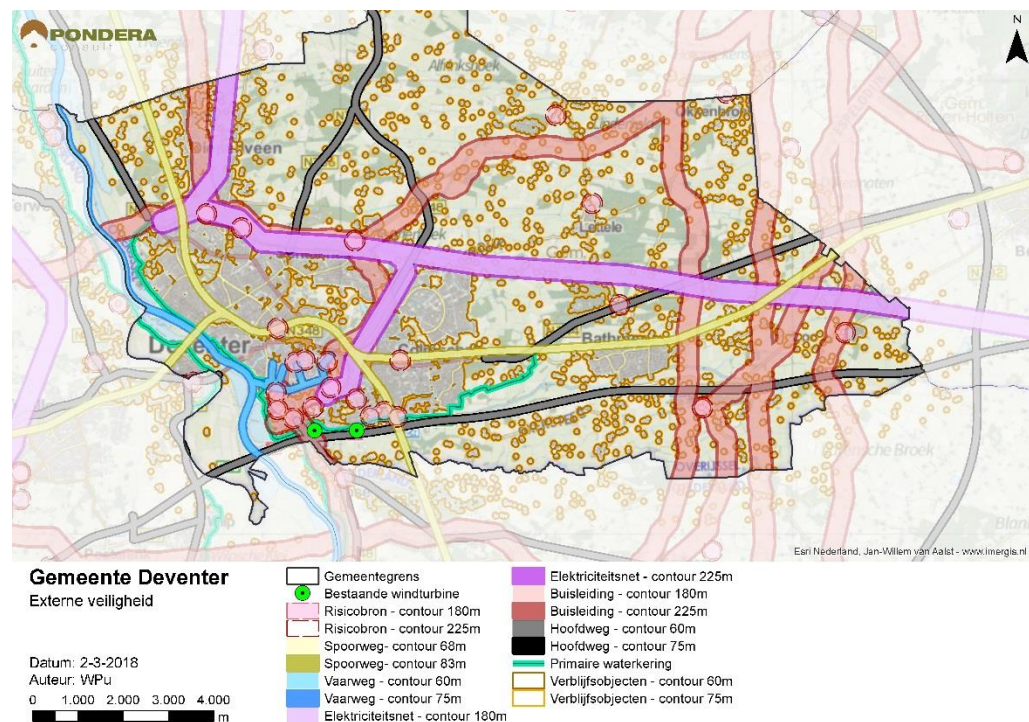 PONDERA
Consult
N
Deventer
N348
OVERIJSSEL
Esri Nederland, Jan-Willem van Aalst - www.imergis.nl
Gemeente Deventer
Externe veiligheid
Datum: 2-3-2018
Auteur: WPu
0 1.000 2.000 3.000 4.000
m
Gemeentegrens
Bestaande windturbine
Risicobron - contour 180m
Risicobron - contour 225m
Spoorweg- contour 68m
Spoorweg - contour 83m
Vaarweg - contour 60m
Vaarweg - contour 75m
Elektriciteitsnet - contour 180m
Elektriciteitsnet - contour 225m
Buisleiding - contour 180m
Buisleiding - contour 225m
Hoofdweg - contour 60m
Hoofdweg - contour 75m
Primaire waterkering
Verblijfsobjecten - contour 60m
Verblijfsobjecten - contour 75m